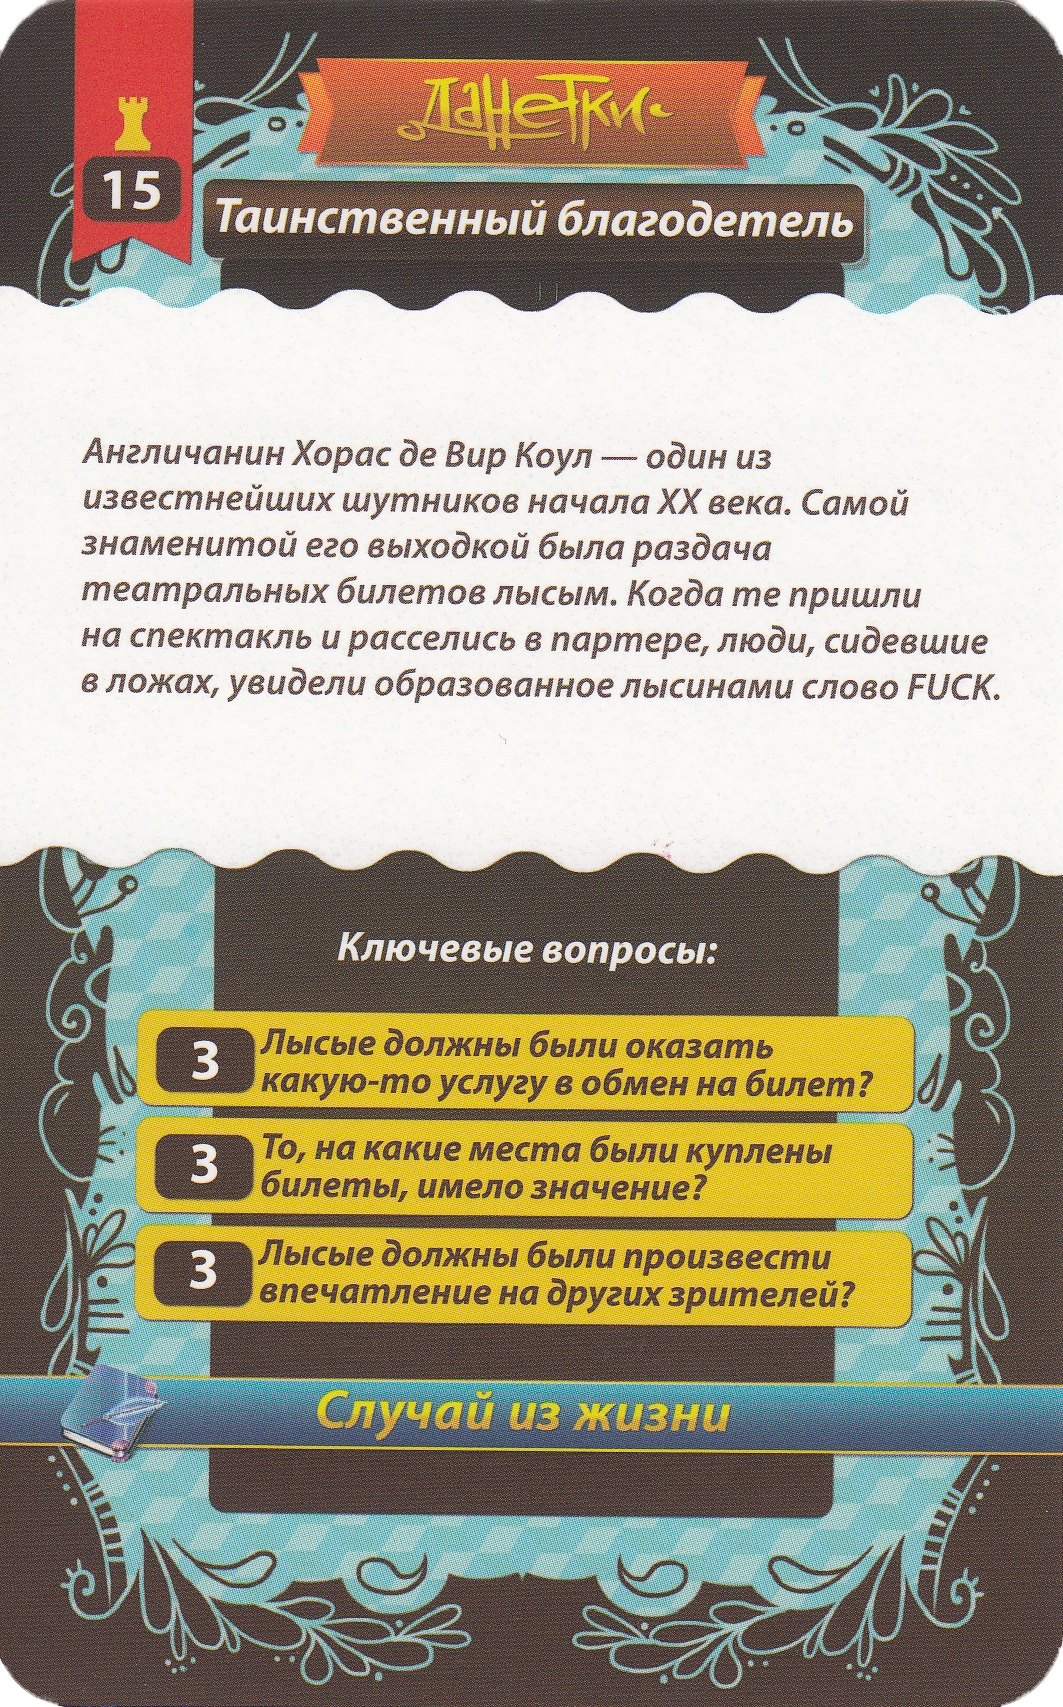 Данетки
15
Таинственный благодетель
Англичанин Хорас де Вир Коул — один из
известнейших шутников начала XX века. Самой
знаменитой его выходкой была раздача
театральных билетов лысым. Когда те пришли
на спектакль и расселись в партере, люди, сидевшие
в ложах, увидели образованное лысинами слово FUCK.
Ключевые вопросы:
3 Лысые должны были оказать
какую-то услугу в обмен на билет?
3 То, на какие места были куплены
билеты, имело значение?
3 Лысые должны были произвести
впечатление на других зрителей?
Случай из жизни